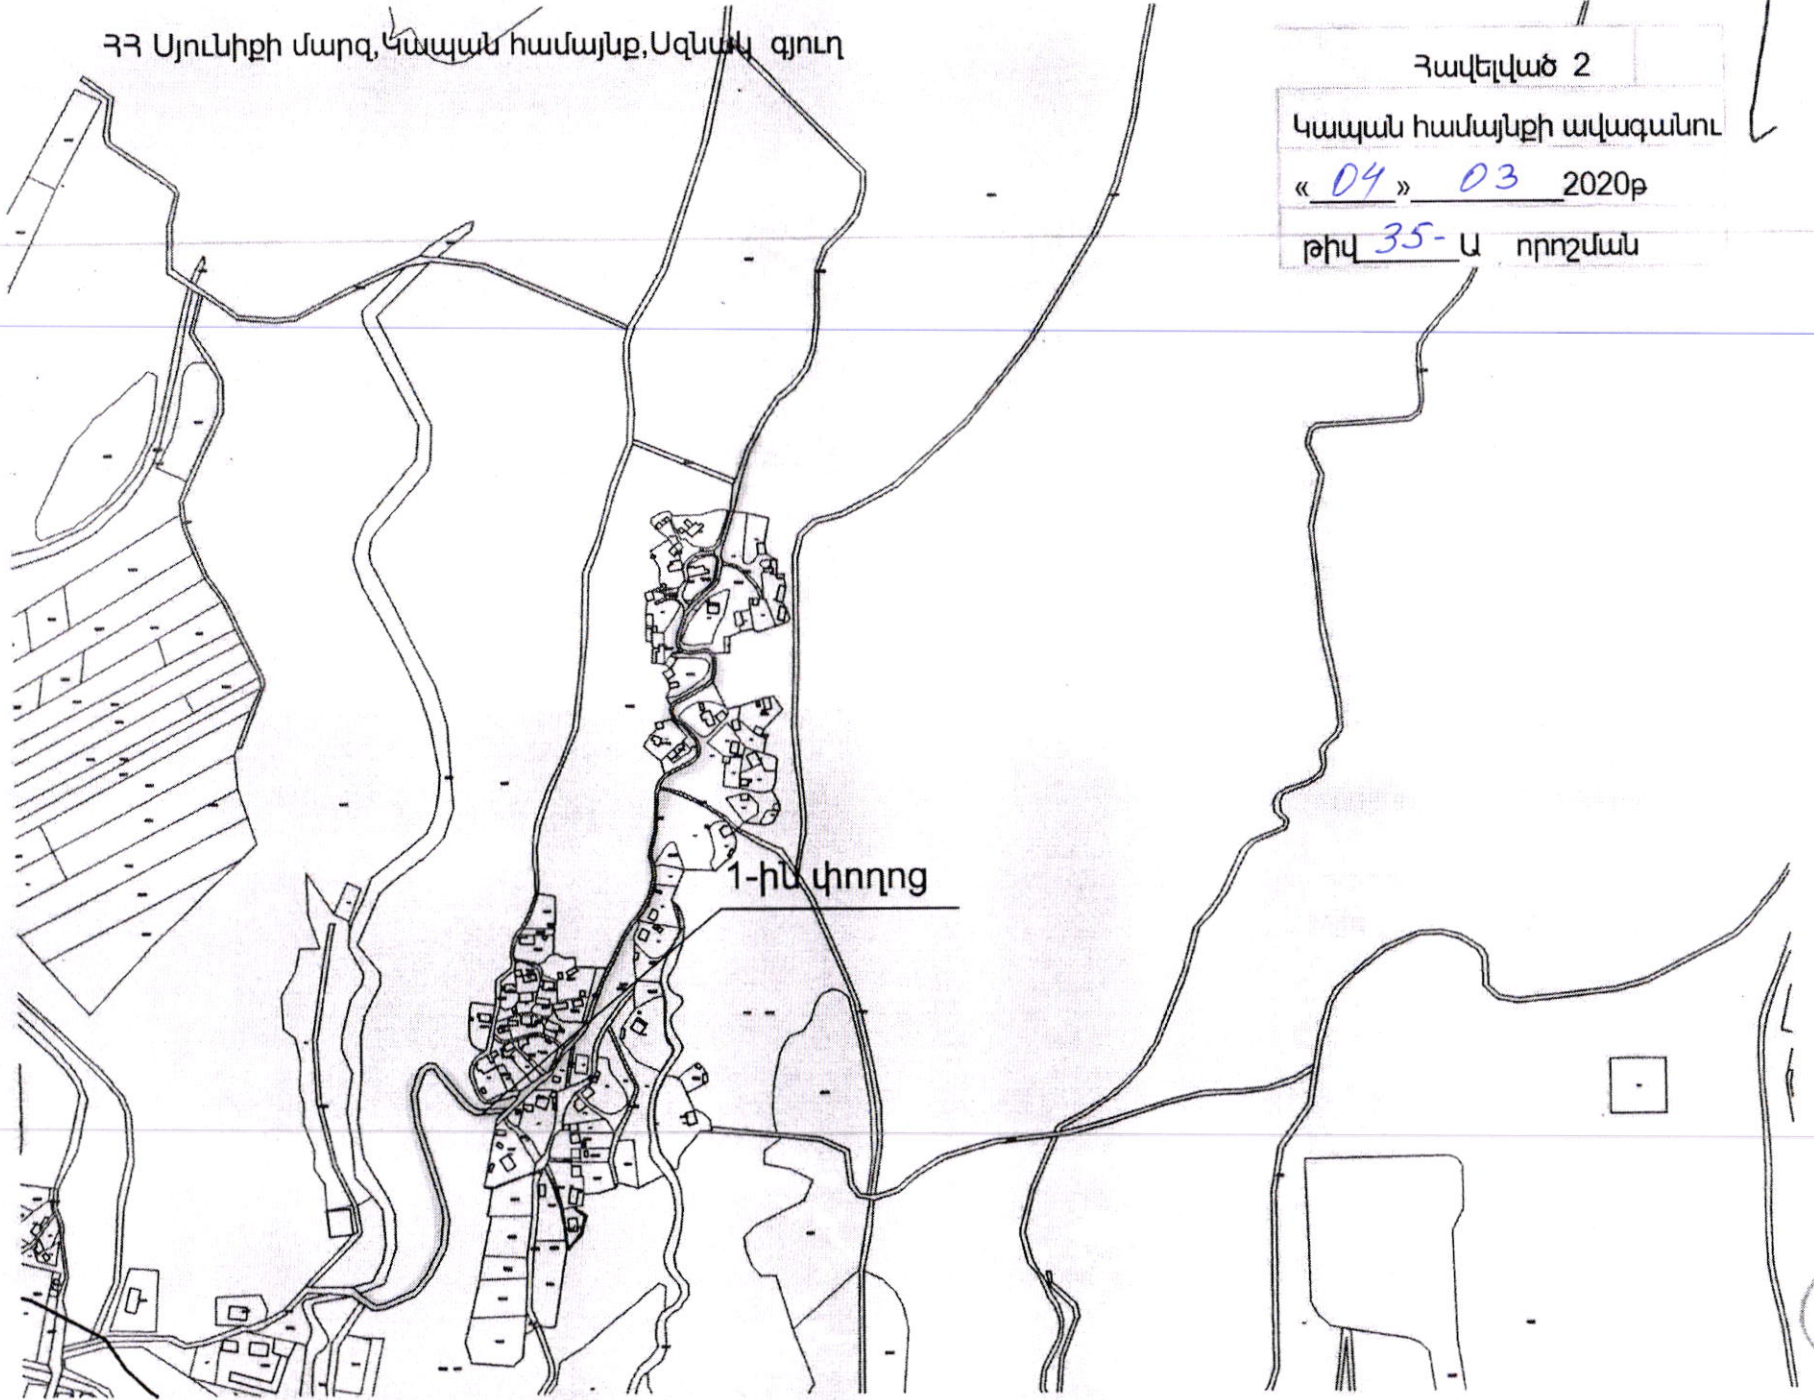 ՀՀ Սյունիքի մարզ,Կապան համայնք,Սզնակ գյուղ
Հավելված 2
Կապան համայնքի ավագանու
« 04 » 03 2020թ
թիվ 35- Ա որոշման
1-ին փողոց